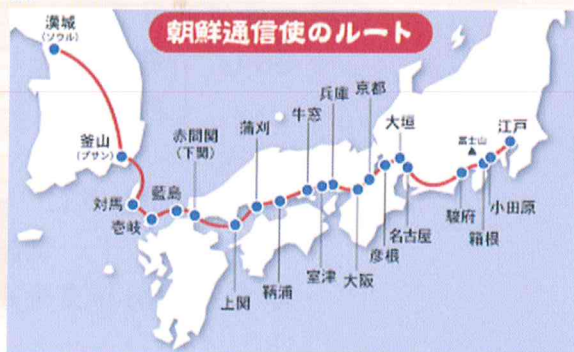 朝鮮通信使のルート
漢城
(ソウル)
釜山
(プサン)
対馬
壱岐
藍島
赤間関
(下関)
上関
蒲刈
鞆浦
牛窓
室津
兵庫
大阪
京都
彦根
大垣
名古屋
駿府
富士山
箱根
小田原
江戸